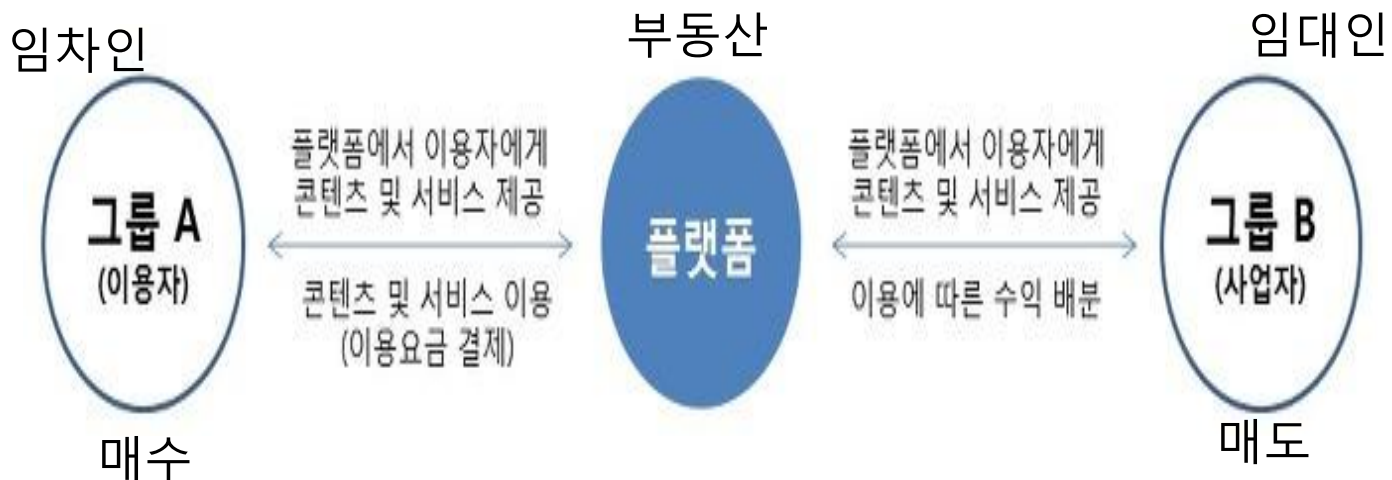 임차인
부동산
임대인
그룹 A
(이용자)
플랫폼에서 이용자에게
콘텐츠 및 서비스 제공
콘텐츠 및 서비스 이용
(이용요금 결제)
플랫폼
플랫폼에서 이용자에게
콘텐츠 및 서비스 제공
이용에 따른 수익 배분
그룹 B
(사업자)
매수
매도